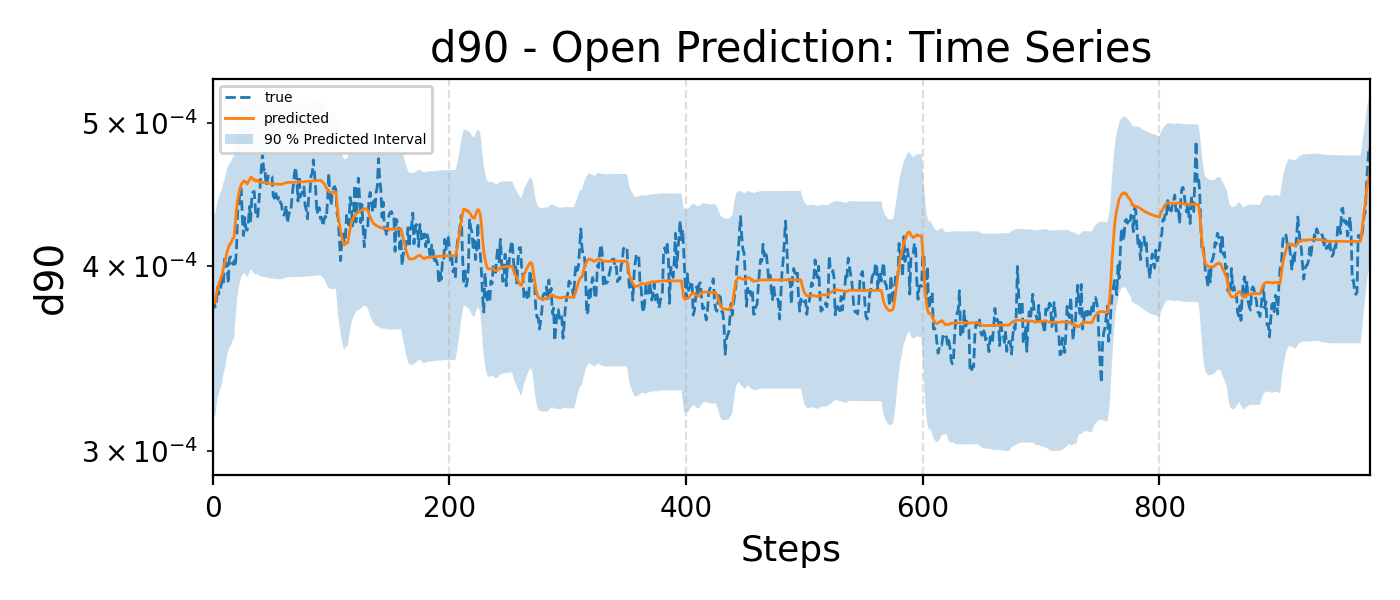 d90 - Open Prediction: Time Series
true
predicted
90 % Predicted Interval
5 × 10⁻⁴
4 × 10⁻⁴
3 × 10⁻⁴
d90
0 200 400 600 800
Steps